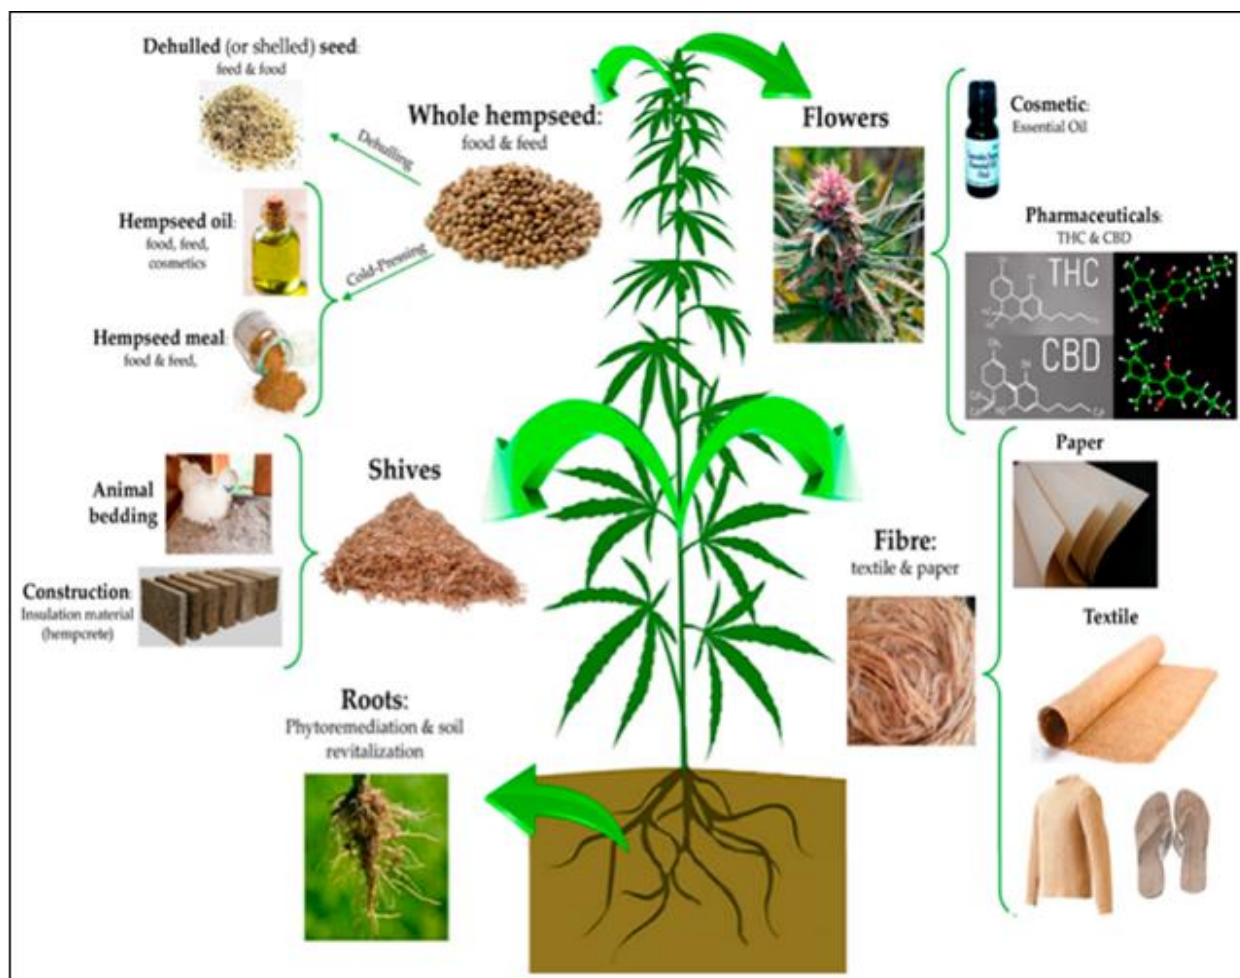 Dehulled (or shelled) seed:
feed & food
Whole hempseed:
food & feed
Dehulling
Cold-Pressing
Hempseed oil:
food, feed,
cosmetics
Hempseed meal:
food & feed,
Flowers
Cosmetic:
Essential Oil
Pharmaceuticals:
THC & CBD
THC
CBD
Animal
bedding
Construction:
Insulation material
(hempcrete)
Shives
Fibre:
textile & paper
Paper
Textile
Roots:
Phytoremediation & soil
revitalization